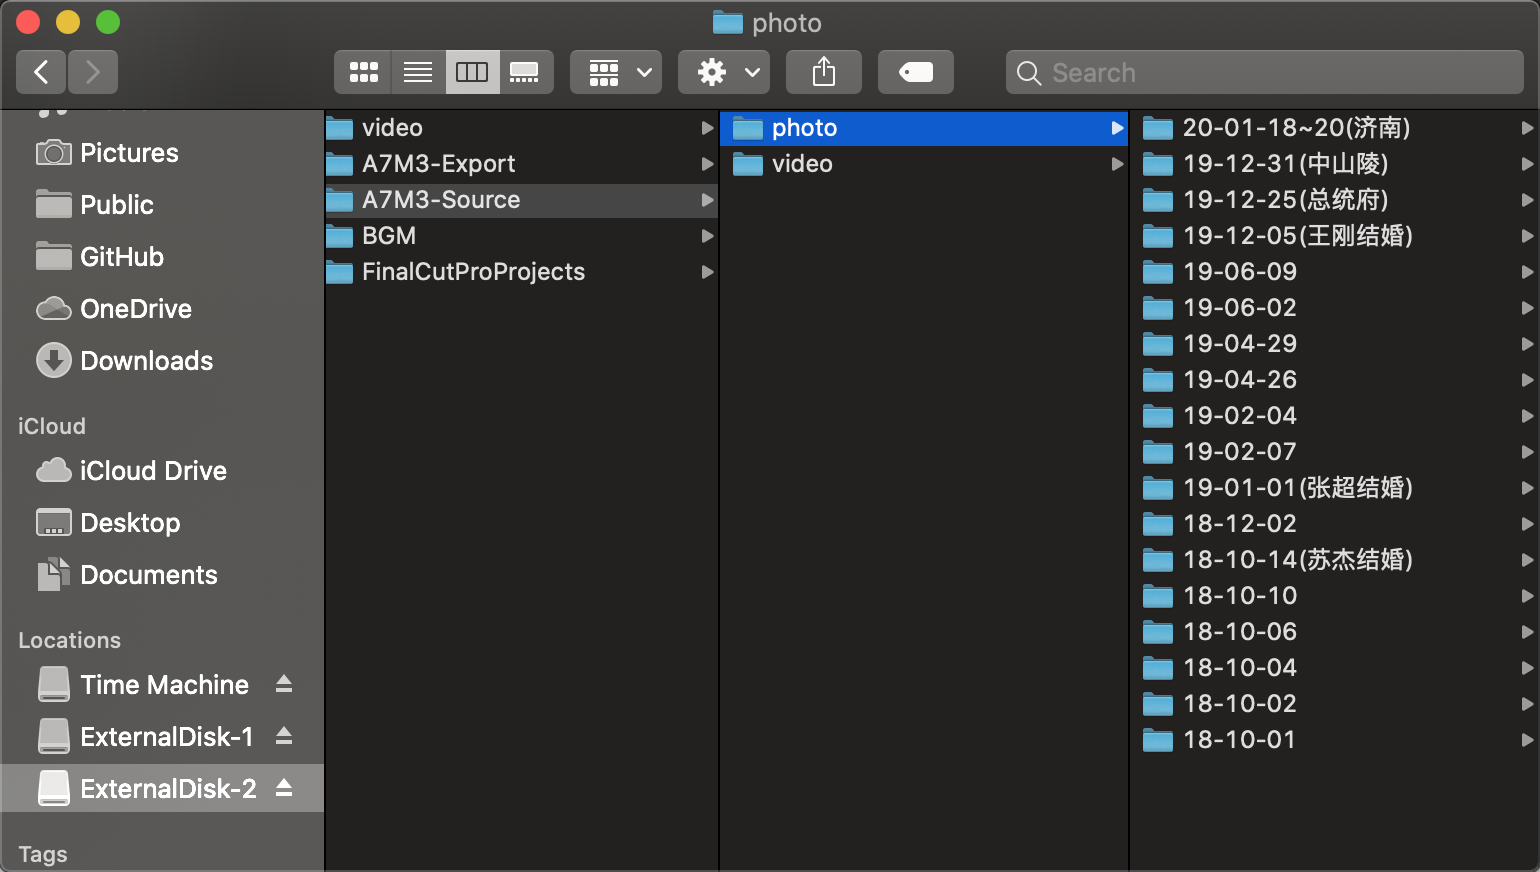 photo
Search
Pictures
Public
GitHub
OneDrive
Downloads
iCloud
iCloud Drive
Desktop
Documents
Locations
Time Machine
ExternalDisk-1
ExternalDisk-2
Tags
video
A7M3-Export
A7M3-Source
BGM
FinalCutProProjects
photo
video
20-01-18~20(济南)
19-12-31(中山陵)
19-12-25(总统府)
19-12-05(王刚结婚)
19-06-09
19-06-02
19-04-29
19-04-26
19-02-04
19-02-07
19-01-01(张超结婚)
18-12-02
18-10-14(苏杰结婚)
18-10-10
18-10-06
18-10-04
18-10-02
18-10-01